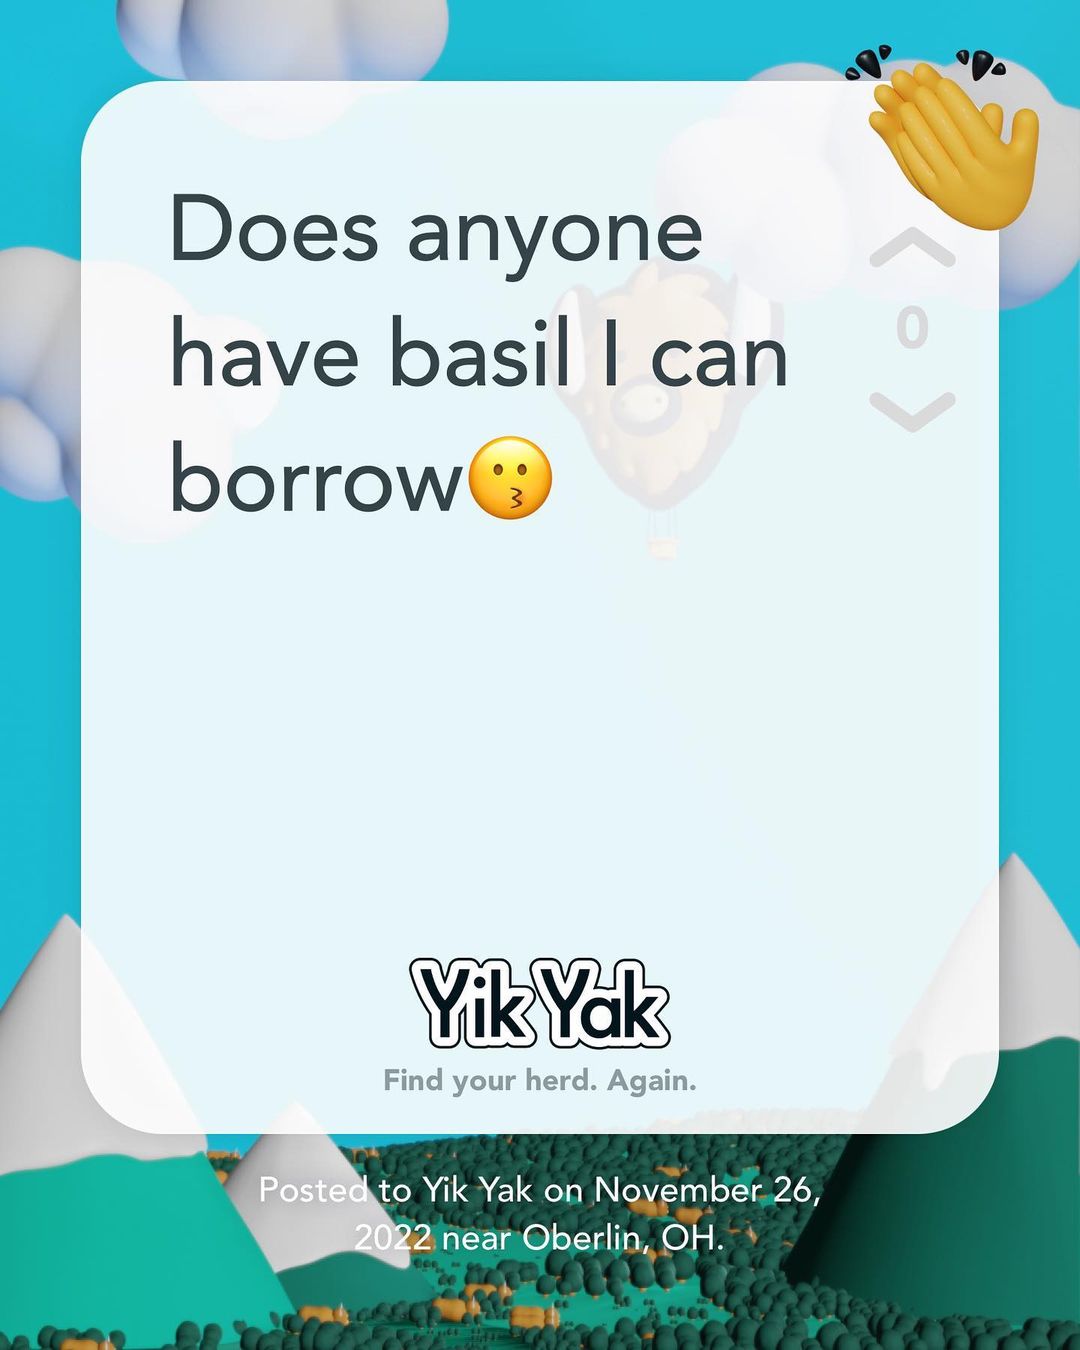 Does anyone
have basil I can
borrow😗
0
Yik Yak
Find your herd. Again.
Posted to Yik Yak on November 26,
2022 near Oberlin, OH.